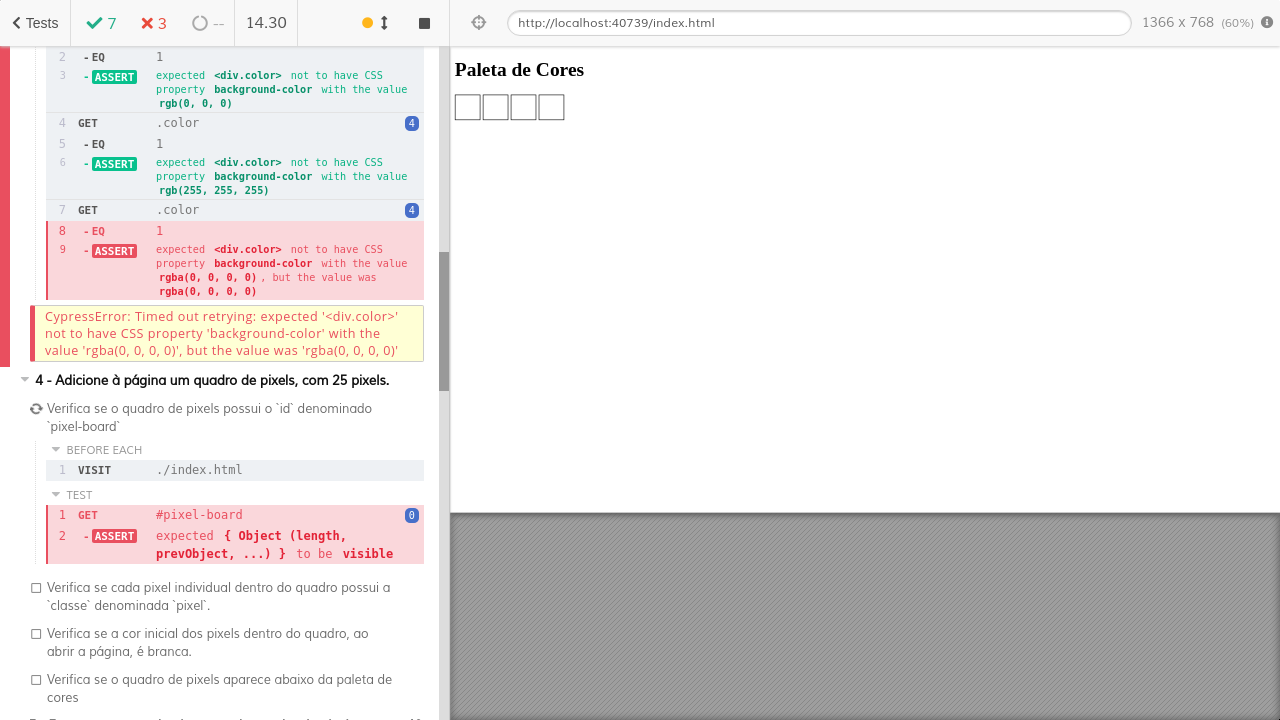 Tests 7 3 -- 14.30
http://localhost:40739/index.html 1366 x 768 (60%)
2 - EQ 1
3 - ASSERT expected <div.color> not to have CSS
property background-color with the value
rgb(0, 0, 0)
4 GET .color 4
5 - EQ 1
6 - ASSERT expected <div.color> not to have CSS
property background-color with the value
rgb(255, 255, 255)
7 GET .color 4
8 - EQ 1
9 - ASSERT expected <div.color> not to have CSS
property background-color with the value
rgba(0, 0, 0, 0) , but the value was
rgba(0, 0, 0, 0)
CypressError: Timed out retrying: expected '<div.color>'
not to have CSS property 'background-color' with the
value 'rgba(0, 0, 0, 0)', but the value was 'rgba(0, 0, 0, 0)'
4 - Adicione à página um quadro de pixels, com 25 pixels.
Verifica se o quadro de pixels possui o `id` denominado
`pixel-board`
BEFORE EACH
1 VISIT ./index.html
TEST
1 GET #pixel-board 0
2 - ASSERT expected { Object (length,
prevObject, ...) } to be visible
Verifica se cada pixel individual dentro do quadro possui a
`classe` denominada `pixel`.
Verifica se a cor inicial dos pixels dentro do quadro, ao
abrir a página, é branca.
Verifica se o quadro de pixels aparece abaixo da paleta de
cores
Paleta de Cores